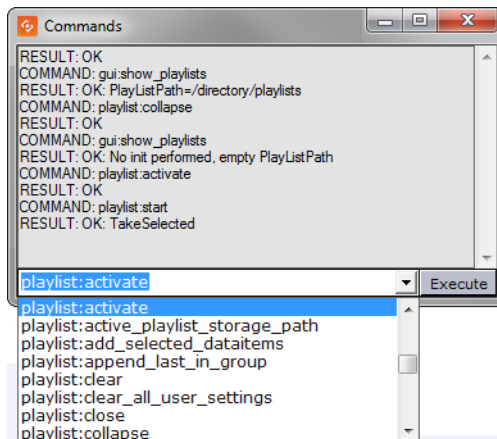 Commands
RESULT: OK
COMMAND: gui:show_playlists
RESULT: OK: PlayListPath=/directory/playlists
COMMAND: playlist:collapse
RESULT: OK
COMMAND: gui:show_playlists
RESULT: OK: No init performed, empty PlayListPath
COMMAND: playlist:activate
RESULT: OK
COMMAND: playlist:start
RESULT: OK: TakeSelected
playlist:activate
Execute
playlist:activate
playlist:active_playlist_storage_path
playlist:add_selected_dataitems
playlist:append_last_in_group
playlist:clear
playlist:clear_all_user_settings
playlist:close
playlist:collapse